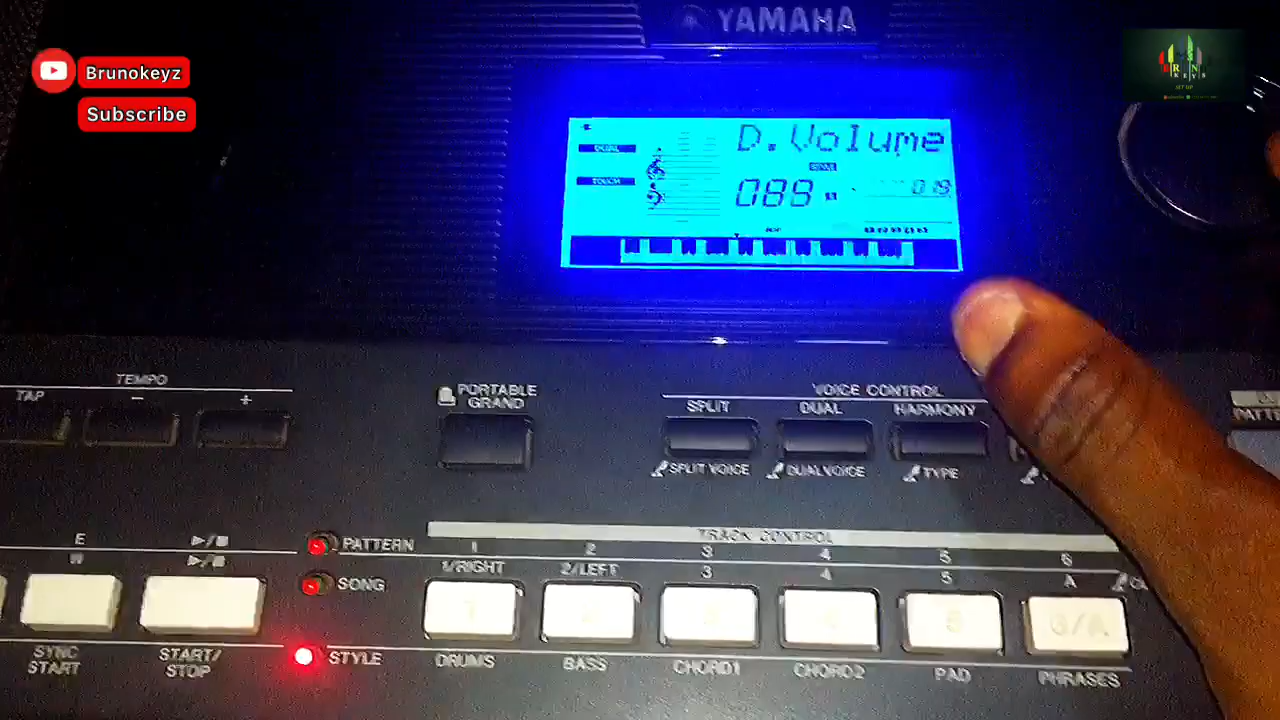 YAMAHA
Brunokeyz
Subscribe
D.Volume
DUAL
TOUCH
STYLE
088
019
TEMPO
TAP
-
+
PORTABLE
GRAND
VOICE CONTROL
SPLIT
DUAL
HARMONY
SPLIT VOICE
DUAL VOICE
TYPE
TRACK CONTROL
E
PATTERN
1
2
3
4
5
6
SONG
1/RIGHT
2/LEFT
3
4
5
A
SYNC
START
START/
STOP
STYLE
DRUMS
BASS
CHORD1
CHORD2
PAD
PHRASES